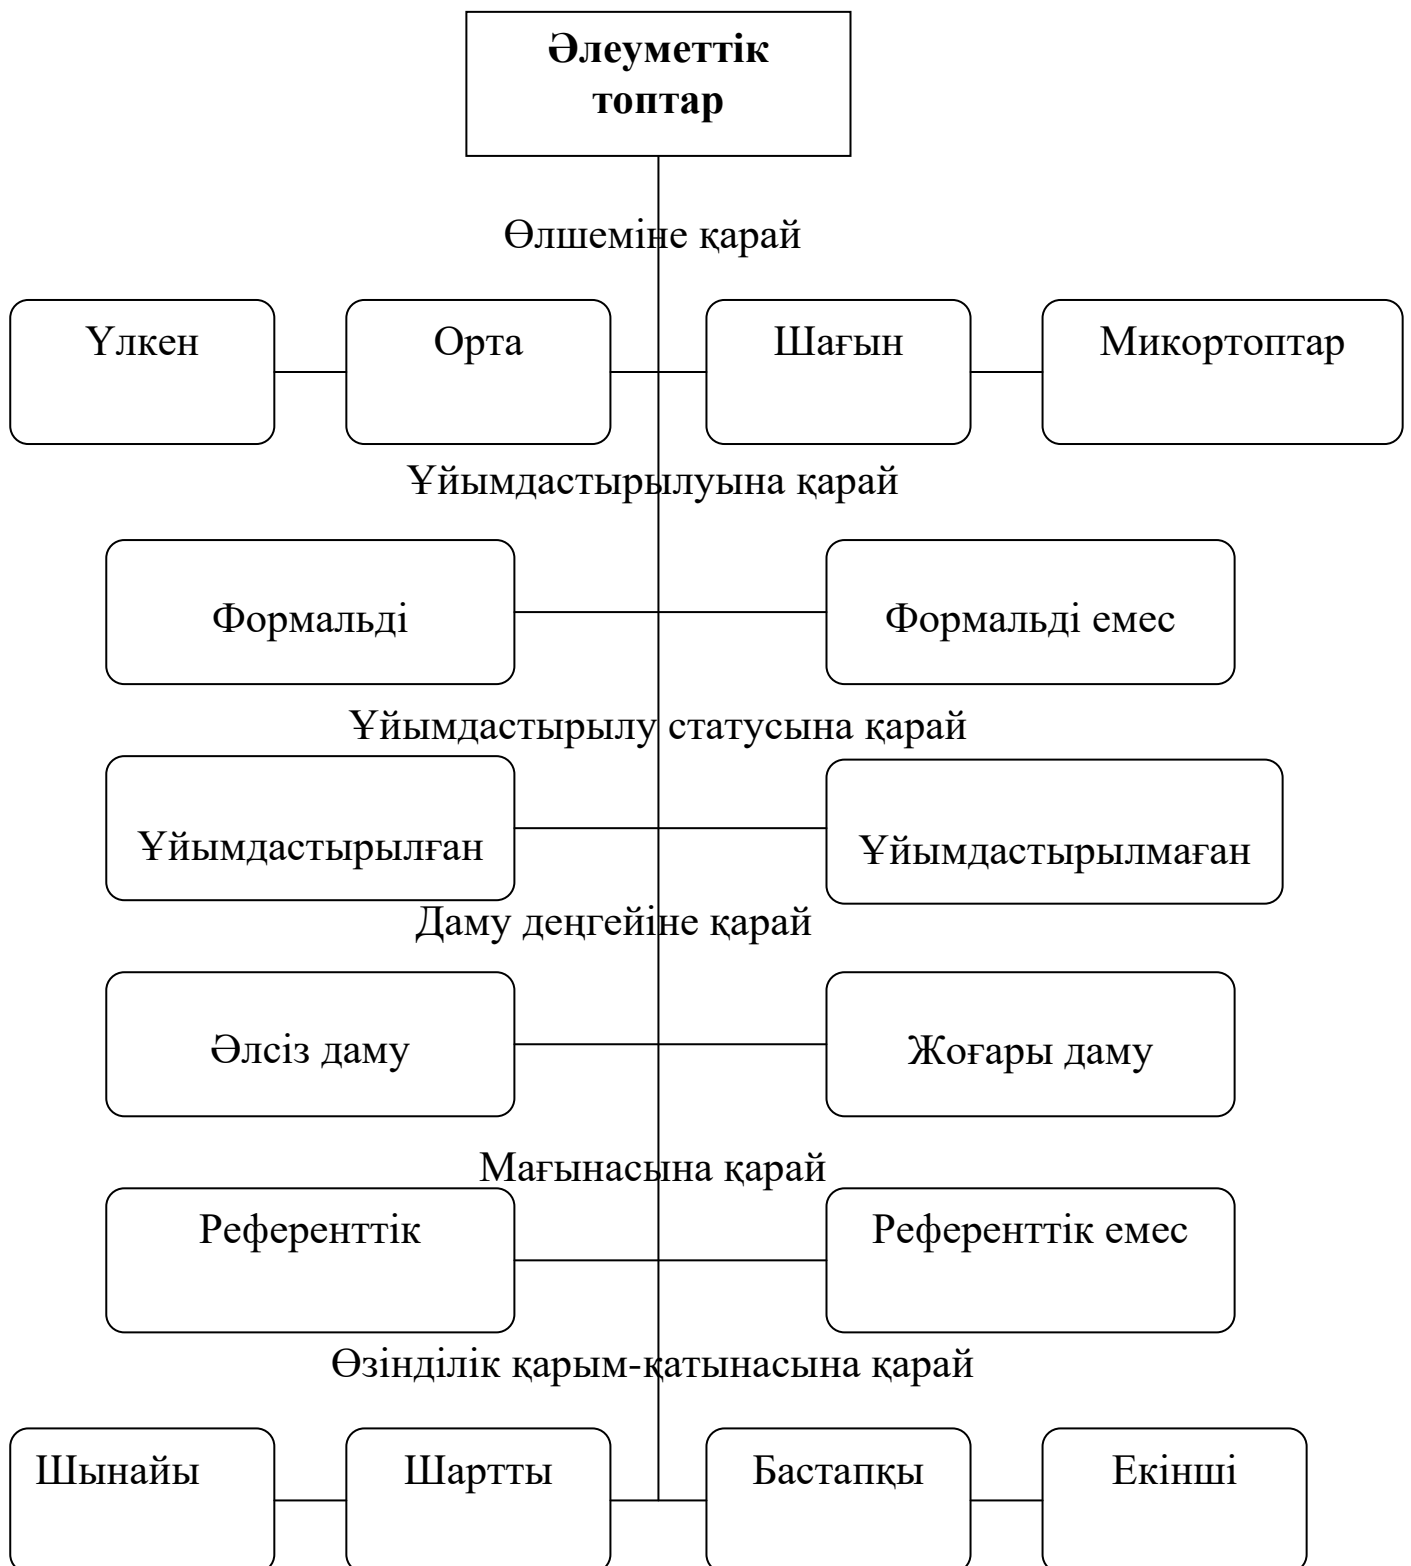 Әлеуметтік
топтар
Өлшеміне қарай
Үлкен
Орта
Шағын
Микортоптар
Ұйымдастырылуына қарай
Формальді
Формальді емес
Ұйымдастырылу статусына қарай
Ұйымдастырылған
Ұйымдастырылмаған
Даму деңгейіне қарай
Әлсіз даму
Жоғары даму
Мағынасына қарай
Референттік
Референттік емес
Өзінділік қарым-қатынасына қарай
Шынайы
Шартты
Бастапқы
Екінші